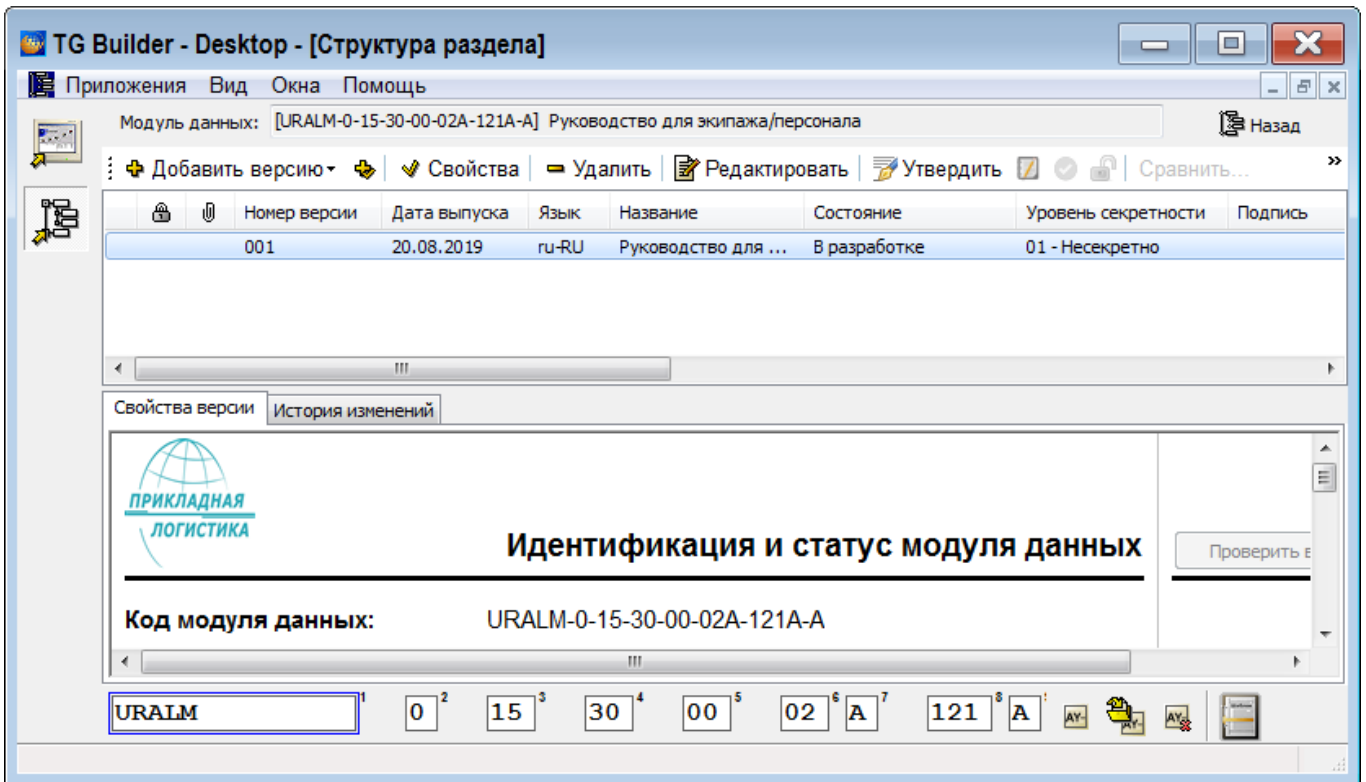 TG Builder - Desktop - [Структура раздела]
Приложения Вид Окна Помощь
Модуль данных: [URALM-0-15-30-00-02A-121A-A] Руководство для экипажа/персонала Назад
Добавить версию Свойства Удалить Редактировать Утвердить Сравнить... »
Номер версии Дата выпуска Язык Название Состояние Уровень секретности Подпись
001 20.08.2019 ru-RU Руководство для ... В разработке 01 - Несекретно
Свойства версии История изменений
ПРИКЛАДНАЯ
ЛОГИСТИКА
Идентификация и статус модуля данных Проверить в
Код модуля данных: URALM-0-15-30-00-02A-121A-A
URALM 1 0 2 15 3 30 4 00 5 02 6 A 7 121 8 A AY- AY- AY-